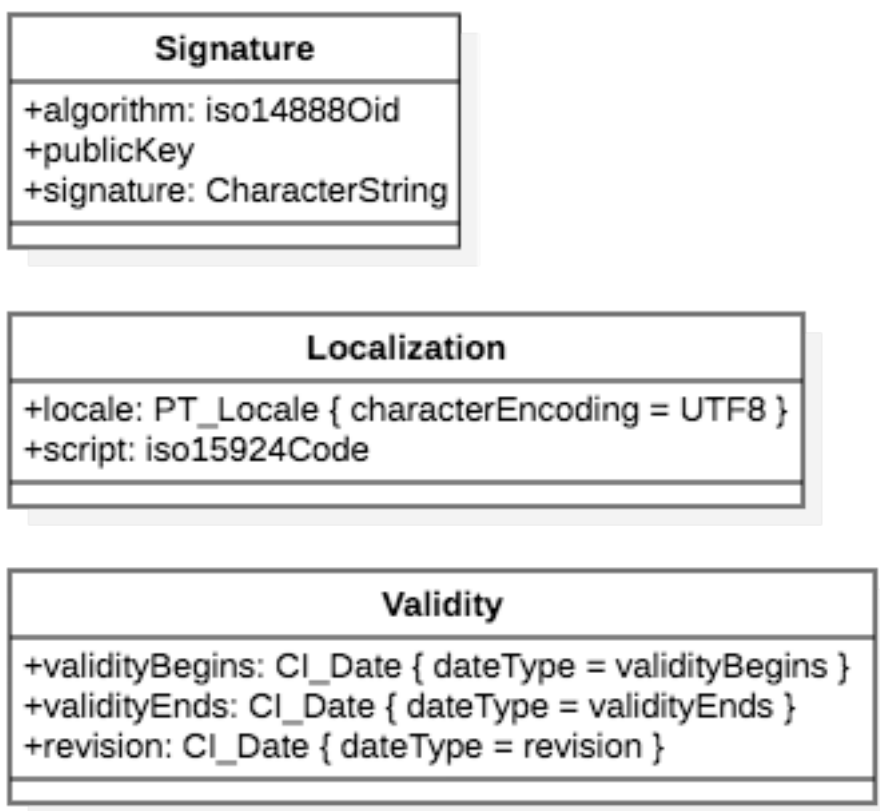 Signature
+algorithm: iso14888Oid
+publicKey
+signature: CharacterString
Localization
+locale: PT_Locale { characterEncoding = UTF8 }
+script: iso15924Code
Validity
+validityBegins: CI_Date { dateType = validityBegins }
+validityEnds: CI_Date { dateType = validityEnds }
+revision: CI_Date { dateType = revision }